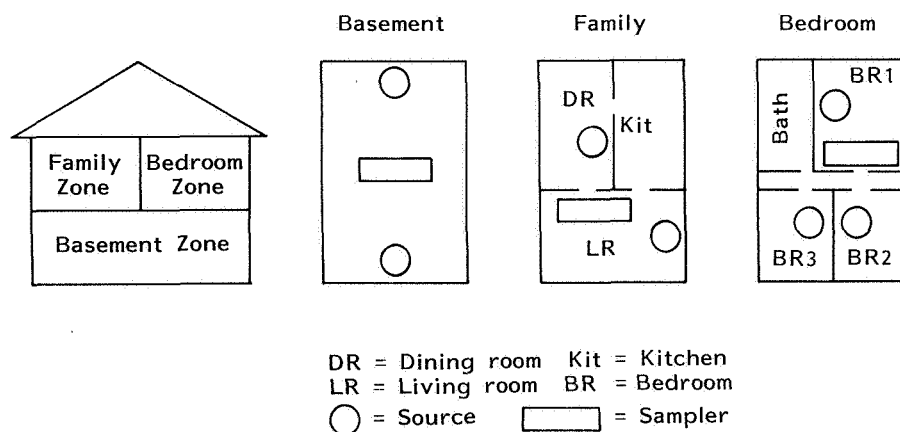 Basement Family Bedroom
Family Zone
Bedroom Zone
Basement Zone
DR
Kit
LR
Bath
BR1
BR3
BR2
DR = Dining room Kit = Kitchen
LR = Living room BR = Bedroom
= Source = Sampler